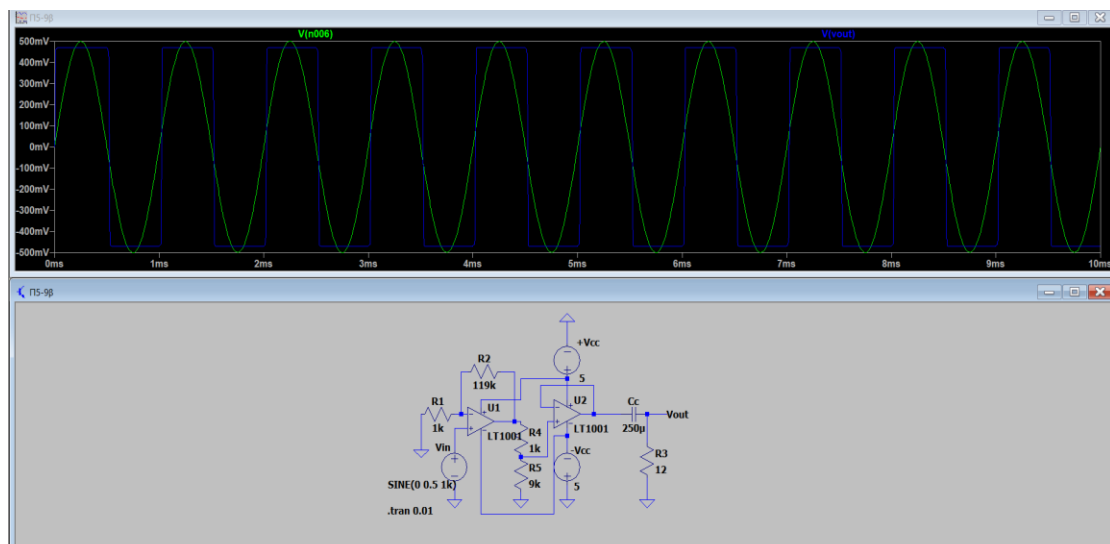 П5-9β
V(n006) V(vout)
500mV
400mV
300mV
200mV
100mV
0mV
-100mV
-200mV
-300mV
-400mV
-500mV
0ms 1ms 2ms 3ms 4ms 5ms 6ms 7ms 8ms 9ms 10ms
П5-9β
+Vcc
5
R2
119k
R1
1k
U1
LT1001
Vin
SINE(0 0.5 1k)
.tran 0.01
R4
1k
R5
9k
U2
LT1001
-Vcc
5
Cc
250µ
Vout
R3
12